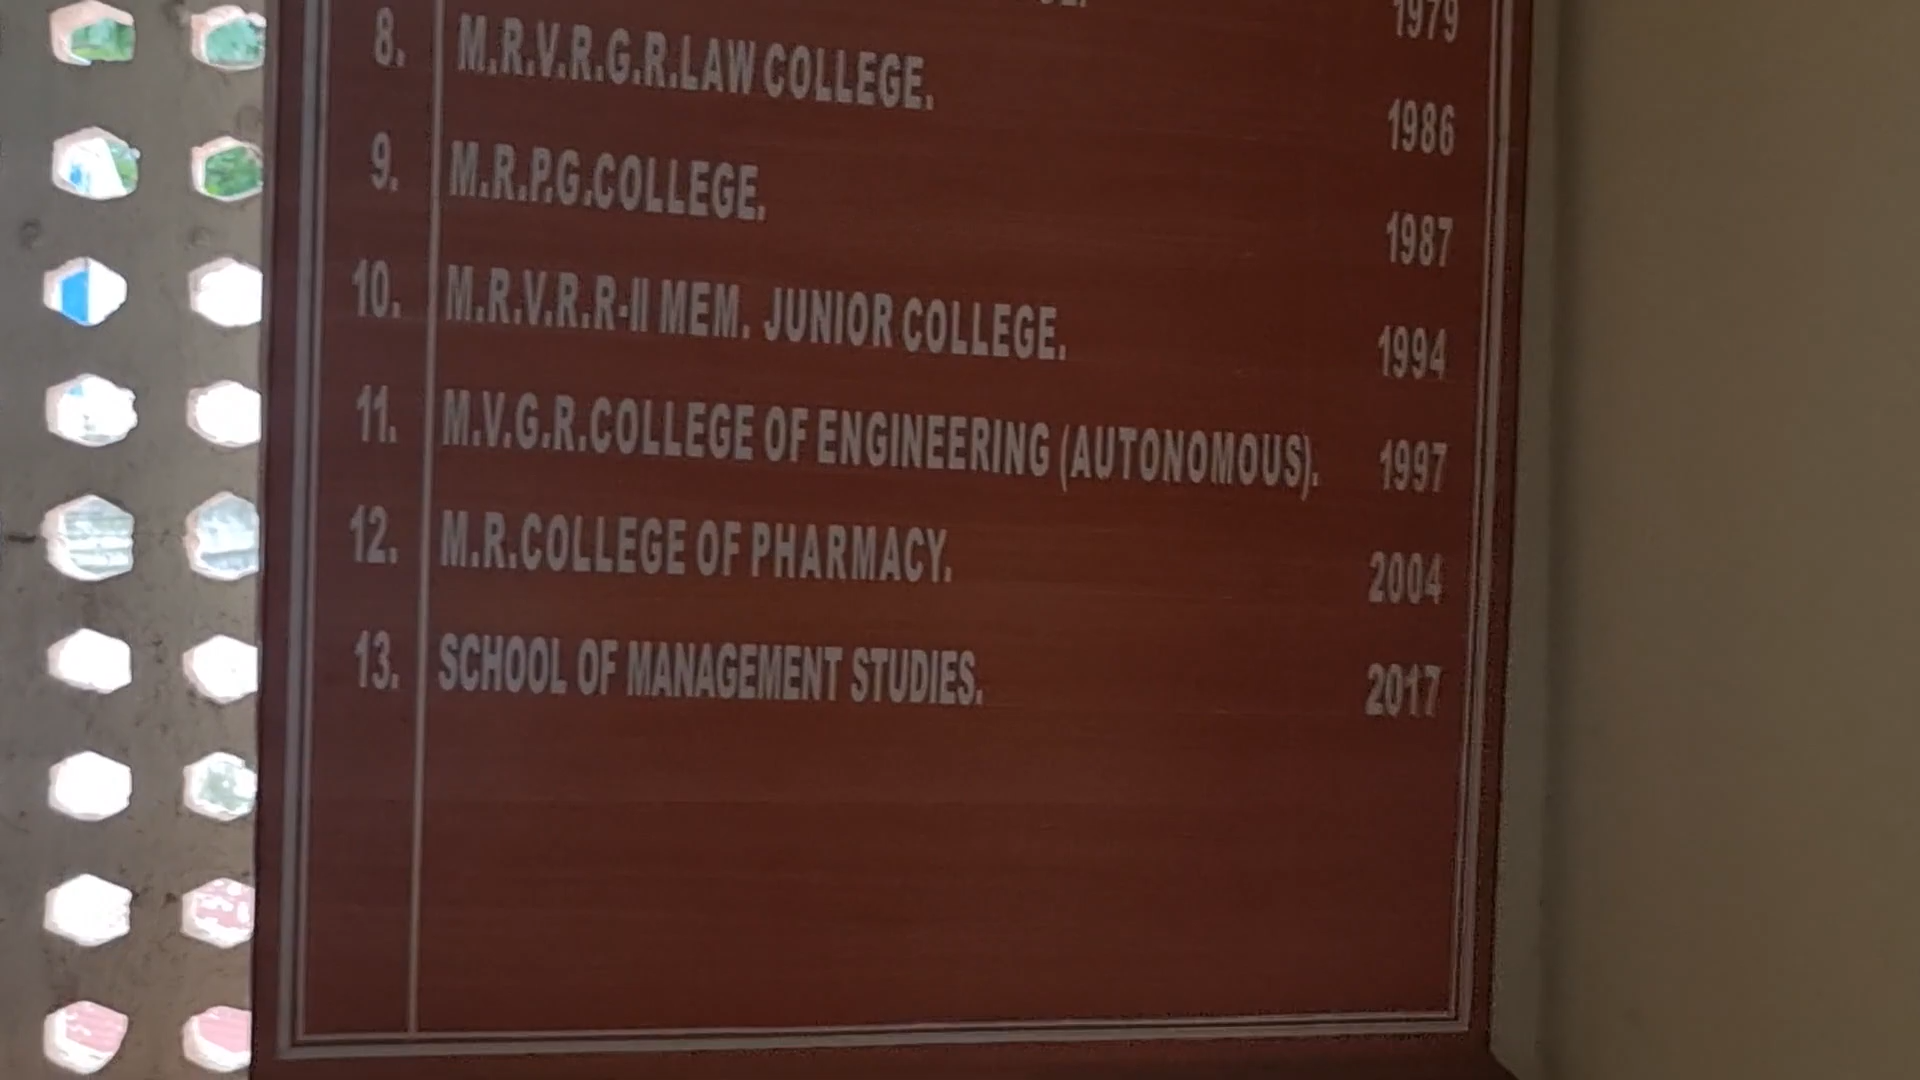 1979
8. M.R.V.R.G.R.LAW COLLEGE. 1986
9. M.R.P.G.COLLEGE. 1987
10. M.R.V.R.R-II MEM. JUNIOR COLLEGE. 1994
11. M.V.G.R.COLLEGE OF ENGINEERING (AUTONOMOUS). 1997
12. M.R.COLLEGE OF PHARMACY. 2004
13. SCHOOL OF MANAGEMENT STUDIES. 2017